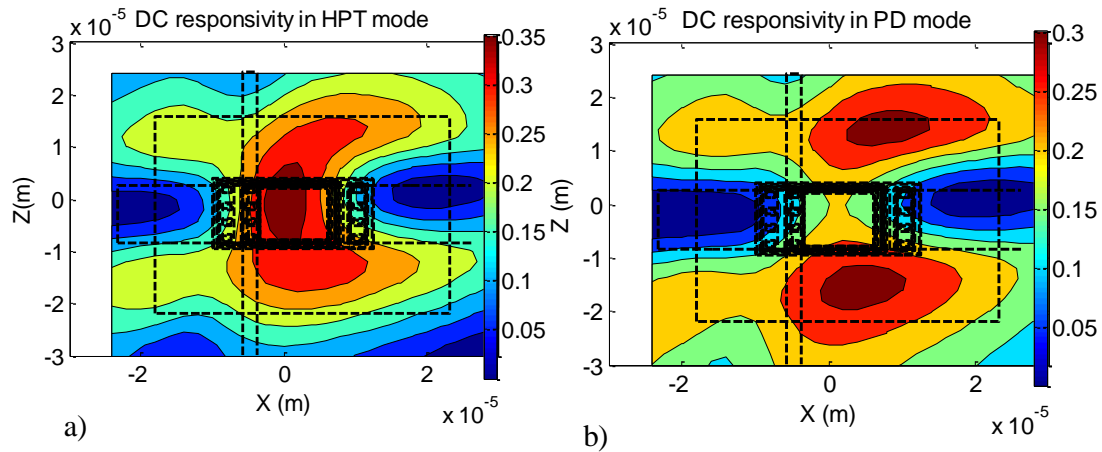 DC responsivity in HPT mode
x 10⁻⁵
3
2
1
0
-1
-2
-3
Z(m)
-2
0
2
X (m)
x 10⁻⁵
0.35
0.3
0.25
0.2
0.15
0.1
0.05
a)
DC responsivity in PD mode
x 10⁻⁵
3
2
1
0
-1
-2
-3
Z (m)
-2
0
2
X (m)
x 10⁻⁵
0.3
0.25
0.2
0.15
0.1
0.05
b)